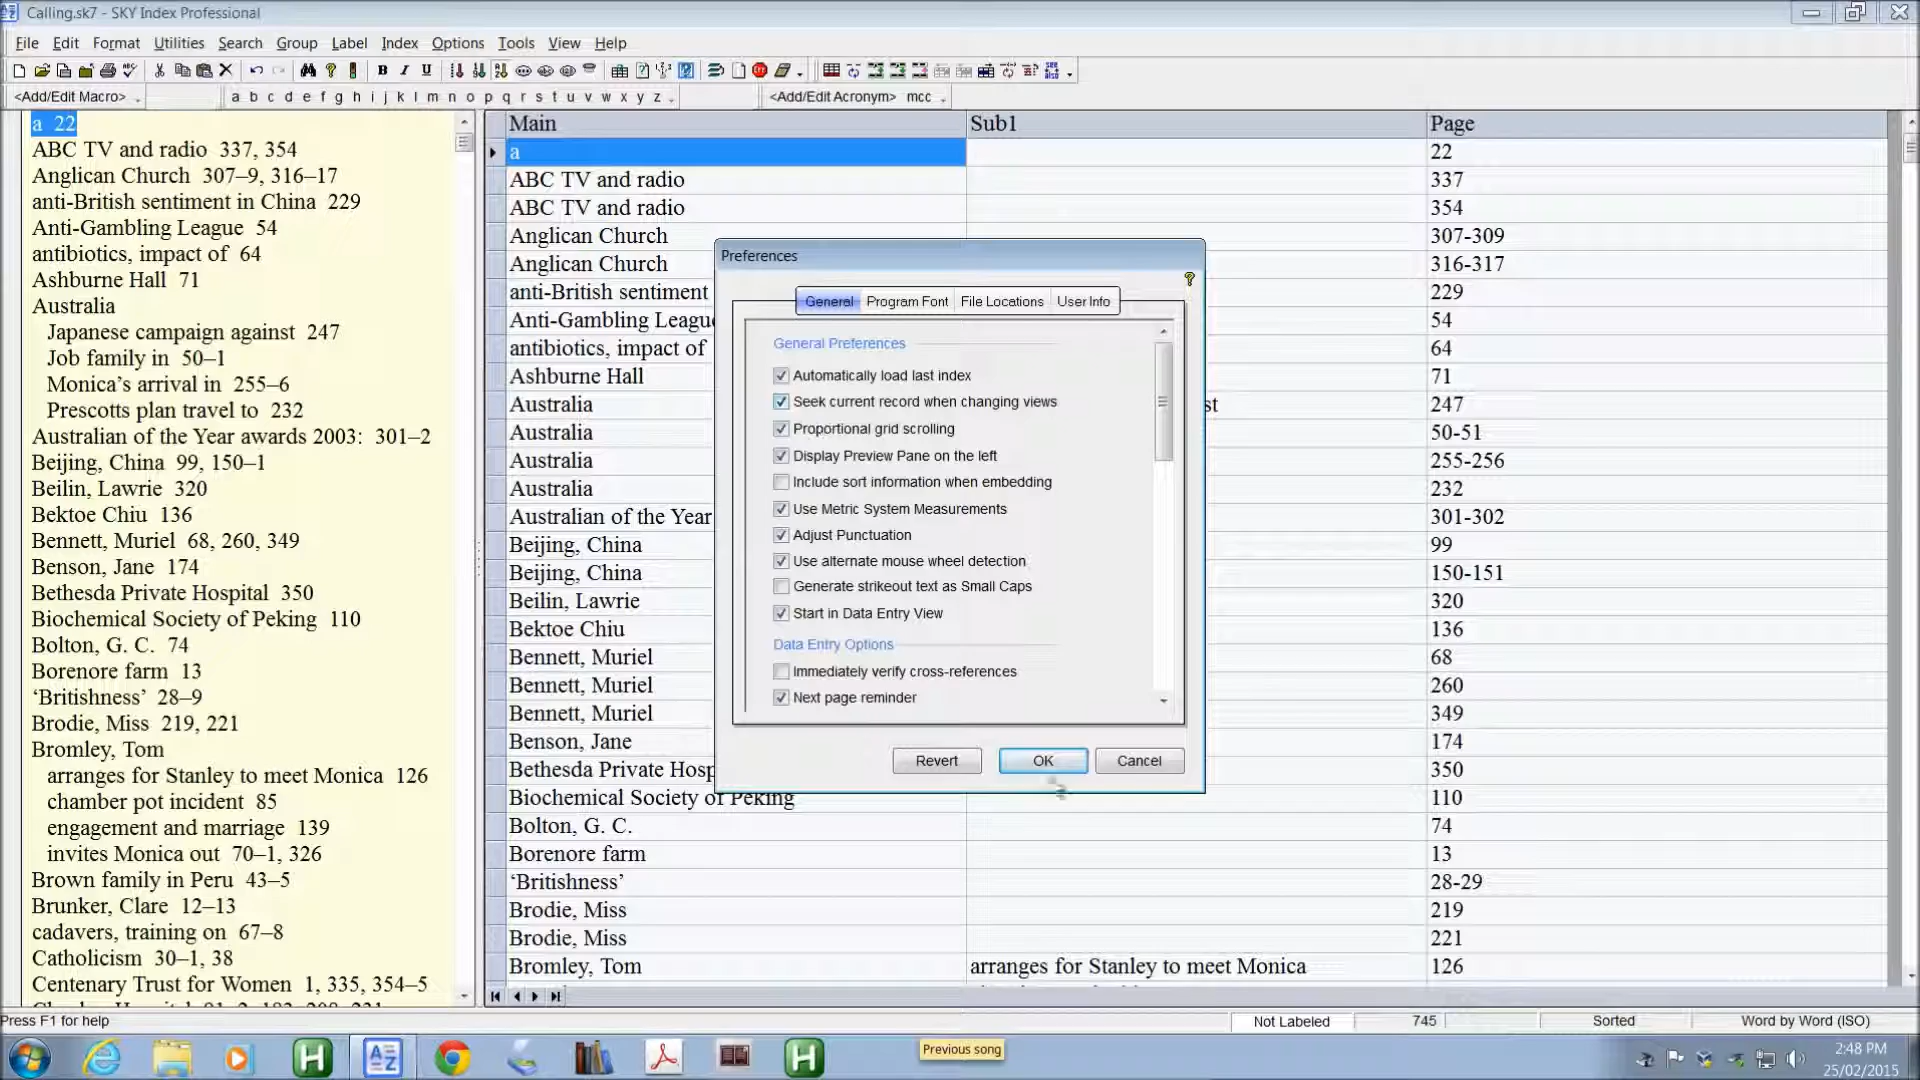 Calling.sk7 - SKY Index Professional
File Edit Format Utilities Search Group Label Index Options Tools View Help
B I U
<Add/Edit Macro> a b c d e f g h i j k l m n o p q r s t u v w x y z <Add/Edit Acronym> mcc
a 22
ABC TV and radio 337, 354
Anglican Church 307–9, 316–17
anti-British sentiment in China 229
Anti-Gambling League 54
antibiotics, impact of 64
Ashburne Hall 71
Australia
Japanese campaign against 247
Job family in 50–1
Monica’s arrival in 255–6
Prescotts plan travel to 232
Australian of the Year awards 2003: 301–2
Beijing, China 99, 150–1
Beilin, Lawrie 320
Bektoe Chiu 136
Bennett, Muriel 68, 260, 349
Benson, Jane 174
Bethesda Private Hospital 350
Biochemical Society of Peking 110
Bolton, G. C. 74
Borenore farm 13
‘Britishness’ 28–9
Brodie, Miss 219, 221
Bromley, Tom
arranges for Stanley to meet Monica 126
chamber pot incident 85
engagement and marriage 139
invites Monica out 70–1, 326
Brown family in Peru 43–5
Brunker, Clare 12–13
cadavers, training on 67–8
Catholicism 30–1, 38
Centenary Trust for Women 1, 335, 354–5
Main Sub1 Page
a 22
ABC TV and radio 337
ABC TV and radio 354
Anglican Church 307-309
Anglican Church 316-317
anti-British sentiment 229
Anti-Gambling League 54
antibiotics, impact of 64
Ashburne Hall 71
Australia st 247
Australia 50-51
Australia 255-256
Australia 232
Australian of the Year 301-302
Beijing, China 99
Beijing, China 150-151
Beilin, Lawrie 320
Bektoe Chiu 136
Bennett, Muriel 68
Bennett, Muriel 260
Bennett, Muriel 349
Benson, Jane 174
Bethesda Private Hosp 350
Biochemical Society of Peking 110
Bolton, G. C. 74
Borenore farm 13
‘Britishness’ 28-29
Brodie, Miss 219
Brodie, Miss 221
Bromley, Tom arranges for Stanley to meet Monica 126
Preferences
General Program Font File Locations User Info
General Preferences
Automatically load last index
Seek current record when changing views
Proportional grid scrolling
Display Preview Pane on the left
Include sort information when embedding
Use Metric System Measurements
Adjust Punctuation
Use alternate mouse wheel detection
Generate strikeout text as Small Caps
Start in Data Entry View
Data Entry Options
Immediately verify cross-references
Next page reminder
Revert OK Cancel
Press F1 for help Not Labeled 745 Sorted Word by Word (ISO)
Previous song
2:48 PM
25/02/2015